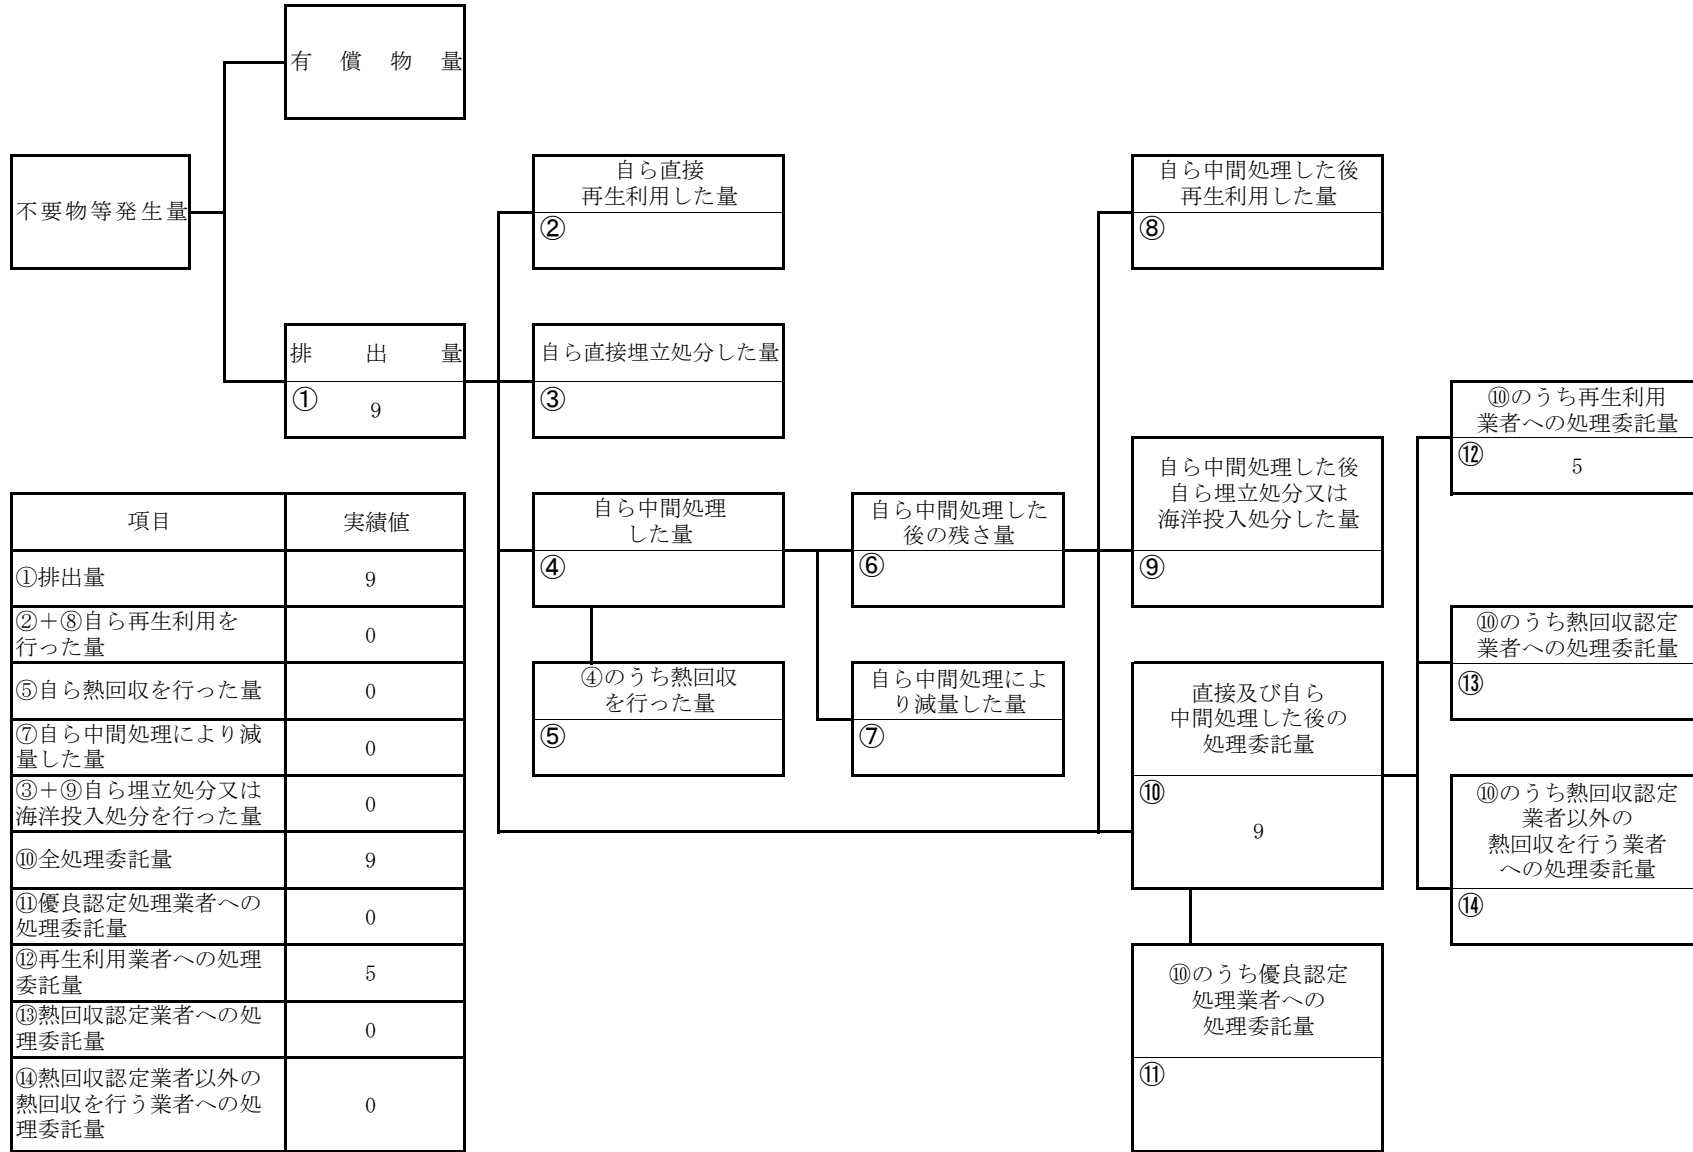 有償物量
不要物等発生量
排出量
①
9
自ら直接
再生利用した量
②
自ら直接埋立処分した量
③
自ら中間処理
した量
④
④のうち熱回収
を行った量
⑤
自ら中間処理した
後の残さ量
⑥
自ら中間処理によ
り減量した量
⑦
自ら中間処理した後
再生利用した量
⑧
自ら中間処理した後
自ら埋立処分又は
海洋投入処分した量
⑨
直接及び自ら
中間処理した後の
処理委託量
⑩
9
⑩のうち優良認定
処理業者への
処理委託量
⑪
⑩のうち再生利用
業者への処理委託量
⑫
5
⑩のうち熱回収認定
業者への処理委託量
⑬
⑩のうち熱回収認定
業者以外の
熱回収を行う業者
への処理委託量
⑭
項目 実績値
①排出量 9
②+⑧自ら再生利用を
行った量 0
⑤自ら熱回収を行った量 0
⑦自ら中間処理により減
量した量 0
③+⑨自ら埋立処分又は
海洋投入処分を行った量 0
⑩全処理委託量 9
⑪優良認定処理業者への
処理委託量 0
⑫再生利用業者への処理
委託量 5
⑬熱回収認定業者への処
理委託量 0
⑭熱回収認定業者以外の
熱回収を行う業者への処
理委託量 0